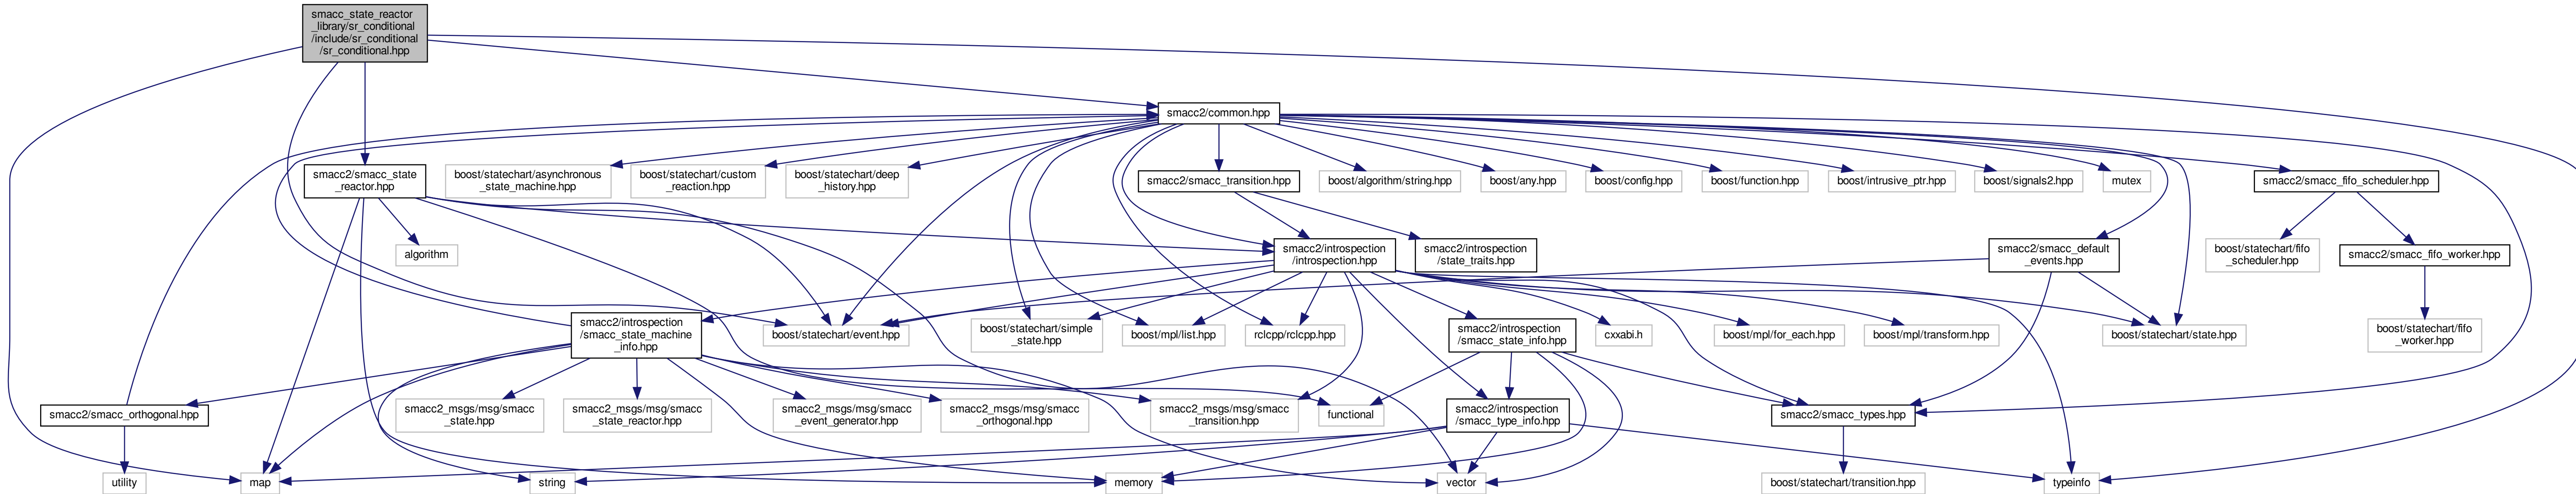 smacc_state_reactor
_library/sr_conditional
/include/sr_conditional
/sr_conditional.hpp
smacc2/common.hpp
smacc2/smacc_state
_reactor.hpp
boost/statechart/asynchronous
_state_machine.hpp
boost/statechart/custom
_reaction.hpp
boost/statechart/deep
_history.hpp
smacc2/smacc_transition.hpp
boost/algorithm/string.hpp
boost/any.hpp
boost/config.hpp
boost/function.hpp
boost/intrusive_ptr.hpp
boost/signals2.hpp
mutex
smacc2/smacc_fifo_scheduler.hpp
algorithm
smacc2/introspection
/introspection.hpp
smacc2/introspection
/state_traits.hpp
smacc2/smacc_default
_events.hpp
boost/statechart/fifo
_scheduler.hpp
smacc2/smacc_fifo_worker.hpp
smacc2/introspection
/smacc_state_machine
_info.hpp
boost/statechart/event.hpp
boost/statechart/simple
_state.hpp
boost/mpl/list.hpp
rclcpp/rclcpp.hpp
smacc2/introspection
/smacc_state_info.hpp
cxxabi.h
boost/mpl/for_each.hpp
boost/mpl/transform.hpp
boost/statechart/state.hpp
boost/statechart/fifo
_worker.hpp
smacc2/smacc_orthogonal.hpp
smacc2_msgs/msg/smacc
_state.hpp
smacc2_msgs/msg/smacc
_state_reactor.hpp
smacc2_msgs/msg/smacc
_event_generator.hpp
smacc2_msgs/msg/smacc
_orthogonal.hpp
smacc2_msgs/msg/smacc
_transition.hpp
functional
smacc2/introspection
/smacc_type_info.hpp
smacc2/smacc_types.hpp
utility
map
string
memory
vector
boost/statechart/transition.hpp
typeinfo